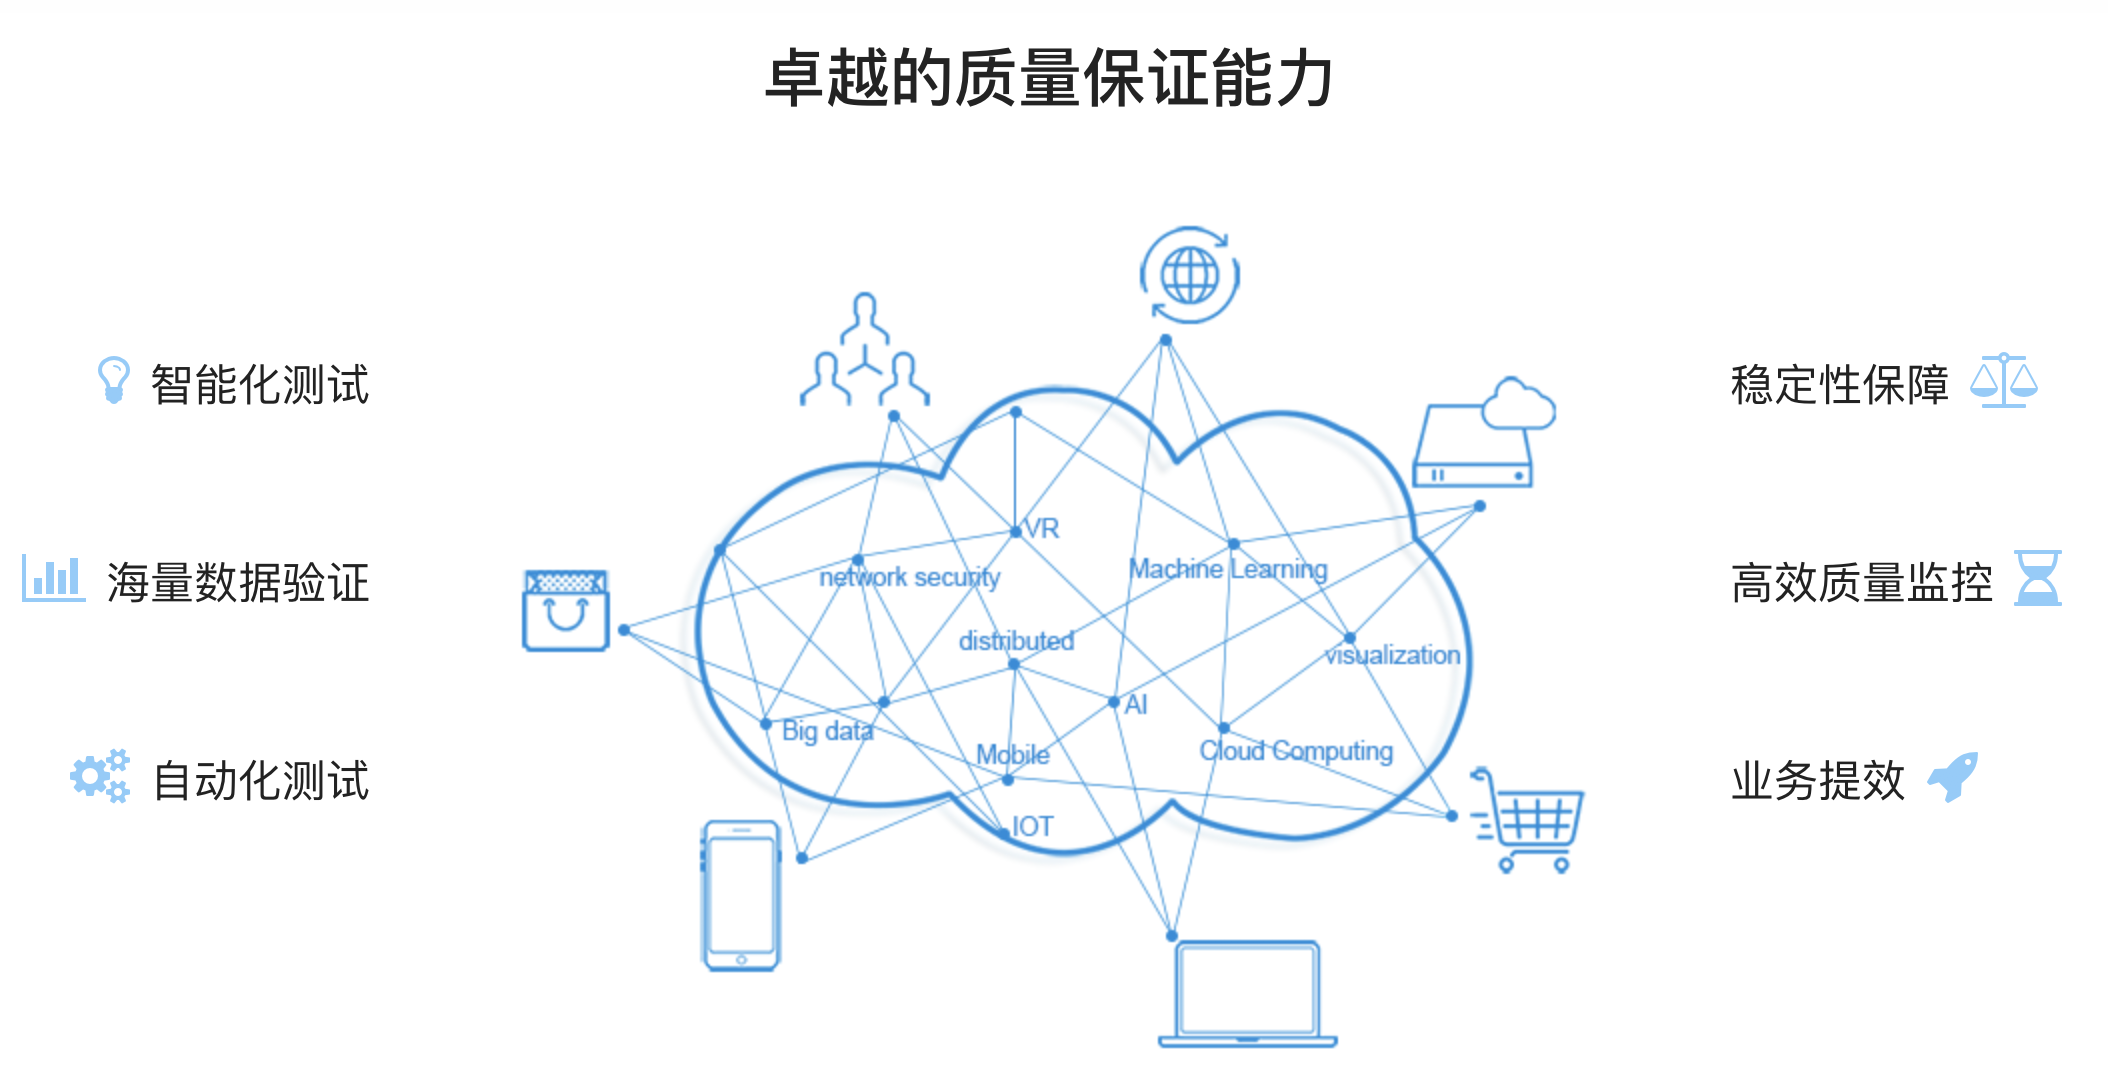 卓越的质量保证能力
智能化测试
海量数据验证
自动化测试
VR
network security
Machine Learning
distributed
visualization
AI
Big data
Mobile
Cloud Computing
IOT
稳定性保障
高效质量监控
业务提效